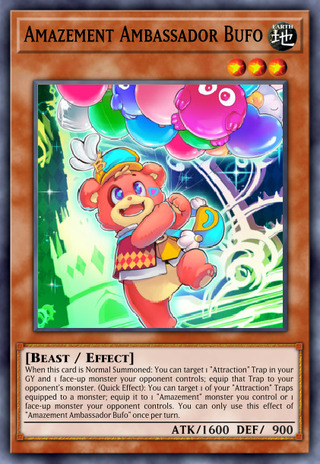 Amazement Ambassador Bufo
EARTH
地
[Beast / Effect]
When this card is Normal Summoned: You can target 1 "Attraction" Trap in your
GY and 1 face-up monster your opponent controls; equip that Trap to your
opponent's monster. (Quick Effect): You can target 1 of your "Attraction" Traps
equipped to a monster; equip it to 1 "Amazement" monster you control or 1
face-up monster your opponent controls. You can only use this effect of
"Amazement Ambassador Bufo" once per turn.
ATK/1600 DEF/ 900